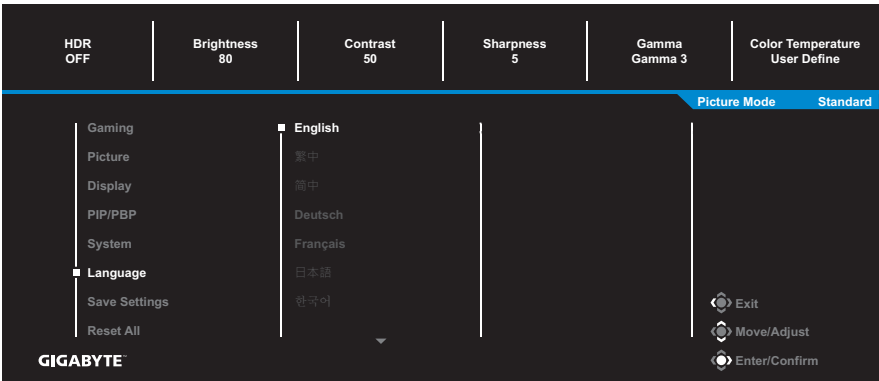 HDR
OFF
Brightness
80
Contrast
50
Sharpness
5
Gamma
Gamma 3
Color Temperature
User Define
Picture Mode Standard
Gaming
Picture
Display
PIP/PBP
System
Language
Save Settings
Reset All
English
繁中
简中
Deutsch
Français
日本語
한국어
Exit
Move/Adjust
Enter/Confirm
GIGABYTE™